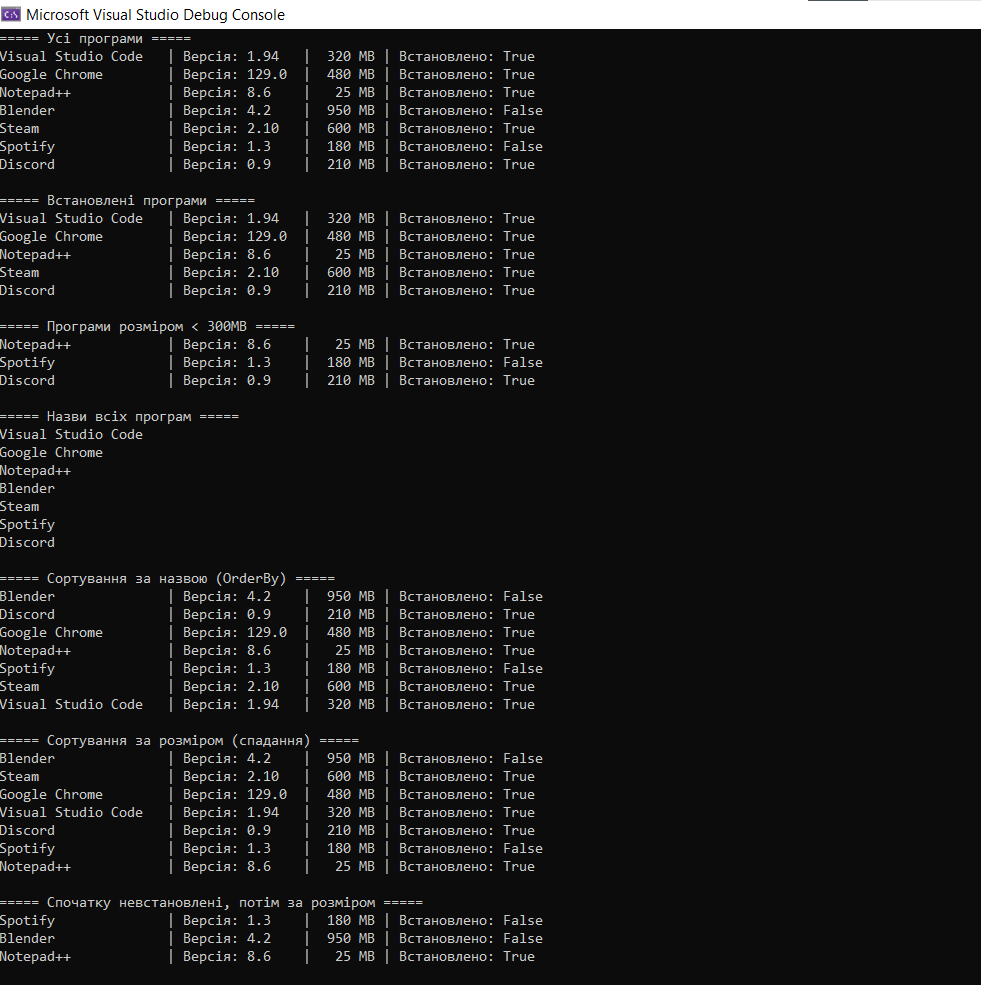 Microsoft Visual Studio Debug Console
===== Усі програми =====
Visual Studio Code   | Версія: 1.94   |  320 MB | Встановлено: True
Google Chrome        | Версія: 129.0  |  480 MB | Встановлено: True
Notepad++            | Версія: 8.6    |   25 MB | Встановлено: True
Blender              | Версія: 4.2    |  950 MB | Встановлено: False
Steam                | Версія: 2.10   |  600 MB | Встановлено: True
Spotify              | Версія: 1.3    |  180 MB | Встановлено: False
Discord              | Версія: 0.9    |  210 MB | Встановлено: True

===== Встановлені програми =====
Visual Studio Code   | Версія: 1.94   |  320 MB | Встановлено: True
Google Chrome        | Версія: 129.0  |  480 MB | Встановлено: True
Notepad++            | Версія: 8.6    |   25 MB | Встановлено: True
Steam                | Версія: 2.10   |  600 MB | Встановлено: True
Discord              | Версія: 0.9    |  210 MB | Встановлено: True

===== Програми розміром < 300MB =====
Notepad++            | Версія: 8.6    |   25 MB | Встановлено: True
Spotify              | Версія: 1.3    |  180 MB | Встановлено: False
Discord              | Версія: 0.9    |  210 MB | Встановлено: True

===== Назви всіх програм =====
Visual Studio Code
Google Chrome
Notepad++
Blender
Steam
Spotify
Discord

===== Сортування за назвою (OrderBy) =====
Blender              | Версія: 4.2    |  950 MB | Встановлено: False
Discord              | Версія: 0.9    |  210 MB | Встановлено: True
Google Chrome        | Версія: 129.0  |  480 MB | Встановлено: True
Notepad++            | Версія: 8.6    |   25 MB | Встановлено: True
Spotify              | Версія: 1.3    |  180 MB | Встановлено: False
Steam                | Версія: 2.10   |  600 MB | Встановлено: True
Visual Studio Code   | Версія: 1.94   |  320 MB | Встановлено: True

===== Сортування за розміром (спадання) =====
Blender              | Версія: 4.2    |  950 MB | Встановлено: False
Steam                | Версія: 2.10   |  600 MB | Встановлено: True
Google Chrome        | Версія: 129.0  |  480 MB | Встановлено: True
Visual Studio Code   | Версія: 1.94   |  320 MB | Встановлено: True
Discord              | Версія: 0.9    |  210 MB | Встановлено: True
Spotify              | Версія: 1.3    |  180 MB | Встановлено: False
Notepad++            | Версія: 8.6    |   25 MB | Встановлено: True

===== Спочатку невстановлені, потім за розміром =====
Spotify              | Версія: 1.3    |  180 MB | Встановлено: False
Blender              | Версія: 4.2    |  950 MB | Встановлено: False
Notepad++            | Версія: 8.6    |   25 MB | Встановлено: True